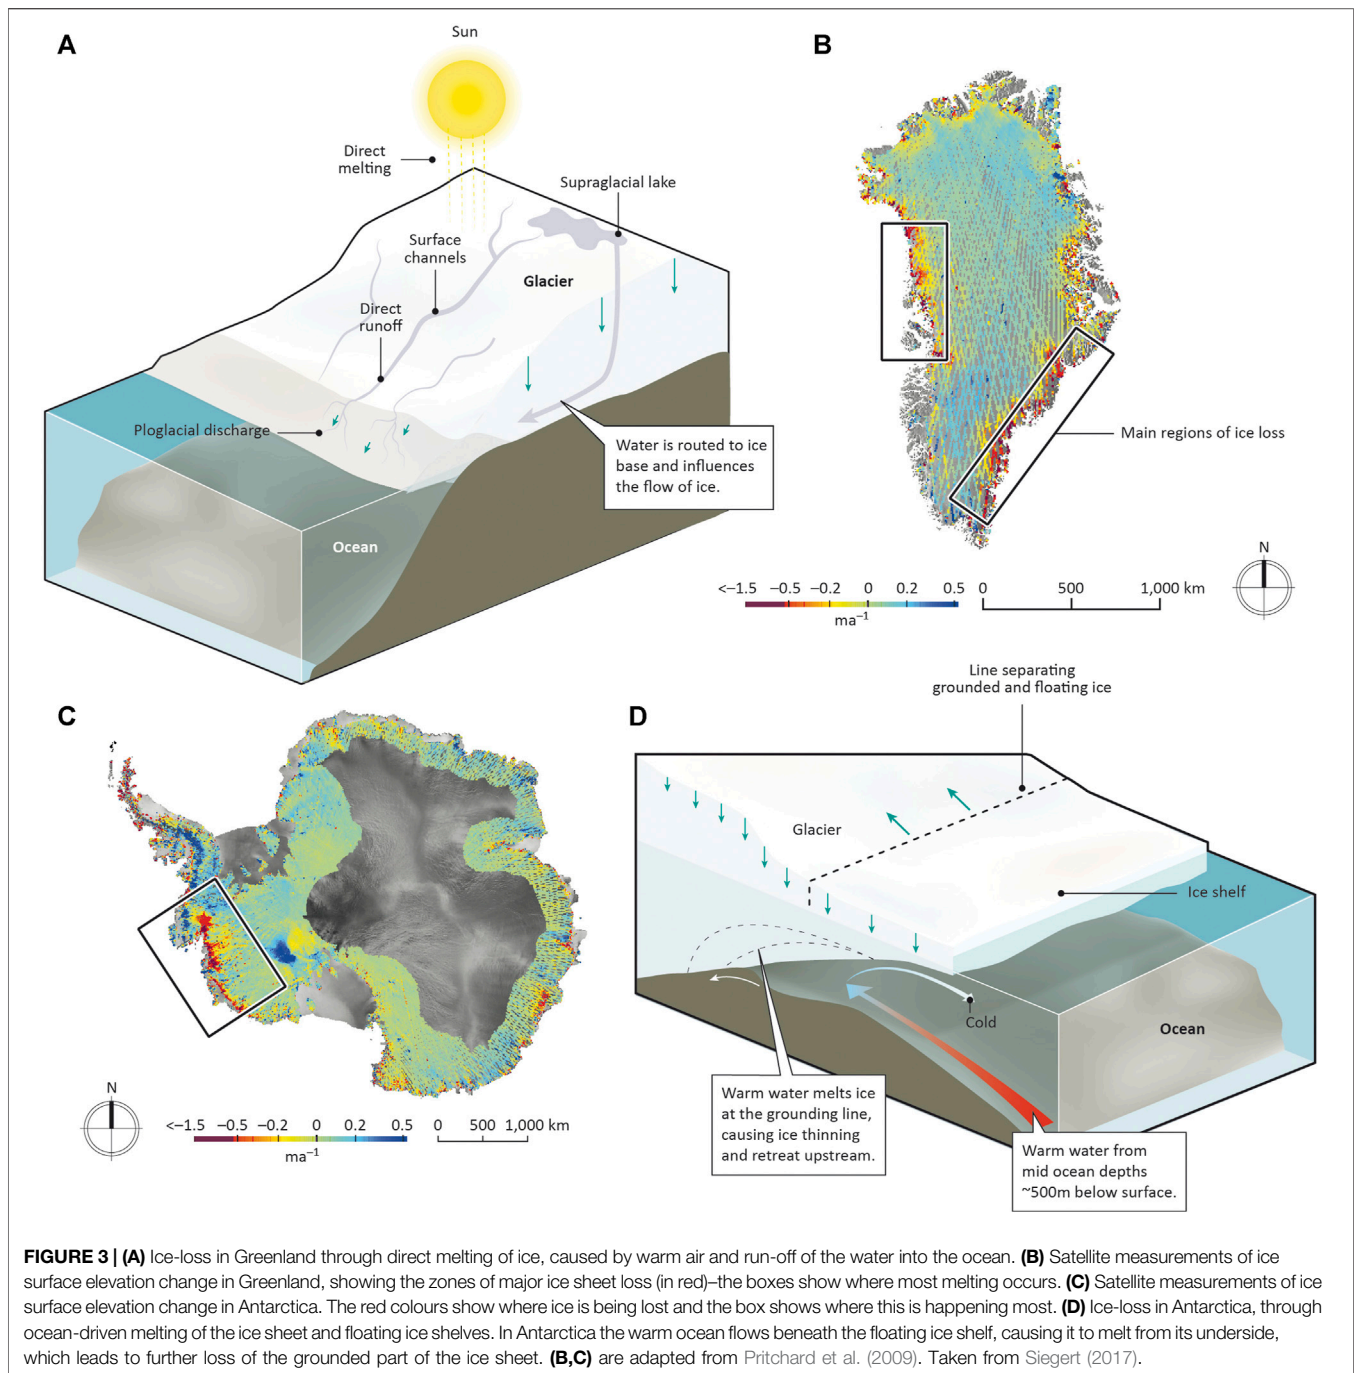 A
Sun
Direct
melting
Supraglacial lake
Surface
channels
Glacier
Direct
runoff
Ploglacial discharge
Water is routed to ice
base and influences
the flow of ice.
Ocean
B
Main regions of ice loss
<–1.5 –0.5 –0.2 0 0.2 0.5
ma⁻¹
0 500 1,000 km
N
C
N
<–1.5 –0.5 –0.2 0 0.2 0.5
ma⁻¹
0 500 1,000 km
D
Line separating
grounded and floating ice
Glacier
Ice shelf
Cold
Ocean
Warm water melts ice
at the grounding line,
causing ice thinning
and retreat upstream.
Warm water from
mid ocean depths
~500m below surface.
FIGURE 3 | (A) Ice-loss in Greenland through direct melting of ice, caused by warm air and run-off of the water into the ocean. (B) Satellite measurements of ice
surface elevation change in Greenland, showing the zones of major ice sheet loss (in red)–the boxes show where most melting occurs. (C) Satellite measurements of ice
surface elevation change in Antarctica. The red colours show where ice is being lost and the box shows where this is happening most. (D) Ice-loss in Antarctica, through
ocean-driven melting of the ice sheet and floating ice shelves. In Antarctica the warm ocean flows beneath the floating ice shelf, causing it to melt from its underside,
which leads to further loss of the grounded part of the ice sheet. (B,C) are adapted from Pritchard et al. (2009). Taken from Siegert (2017).